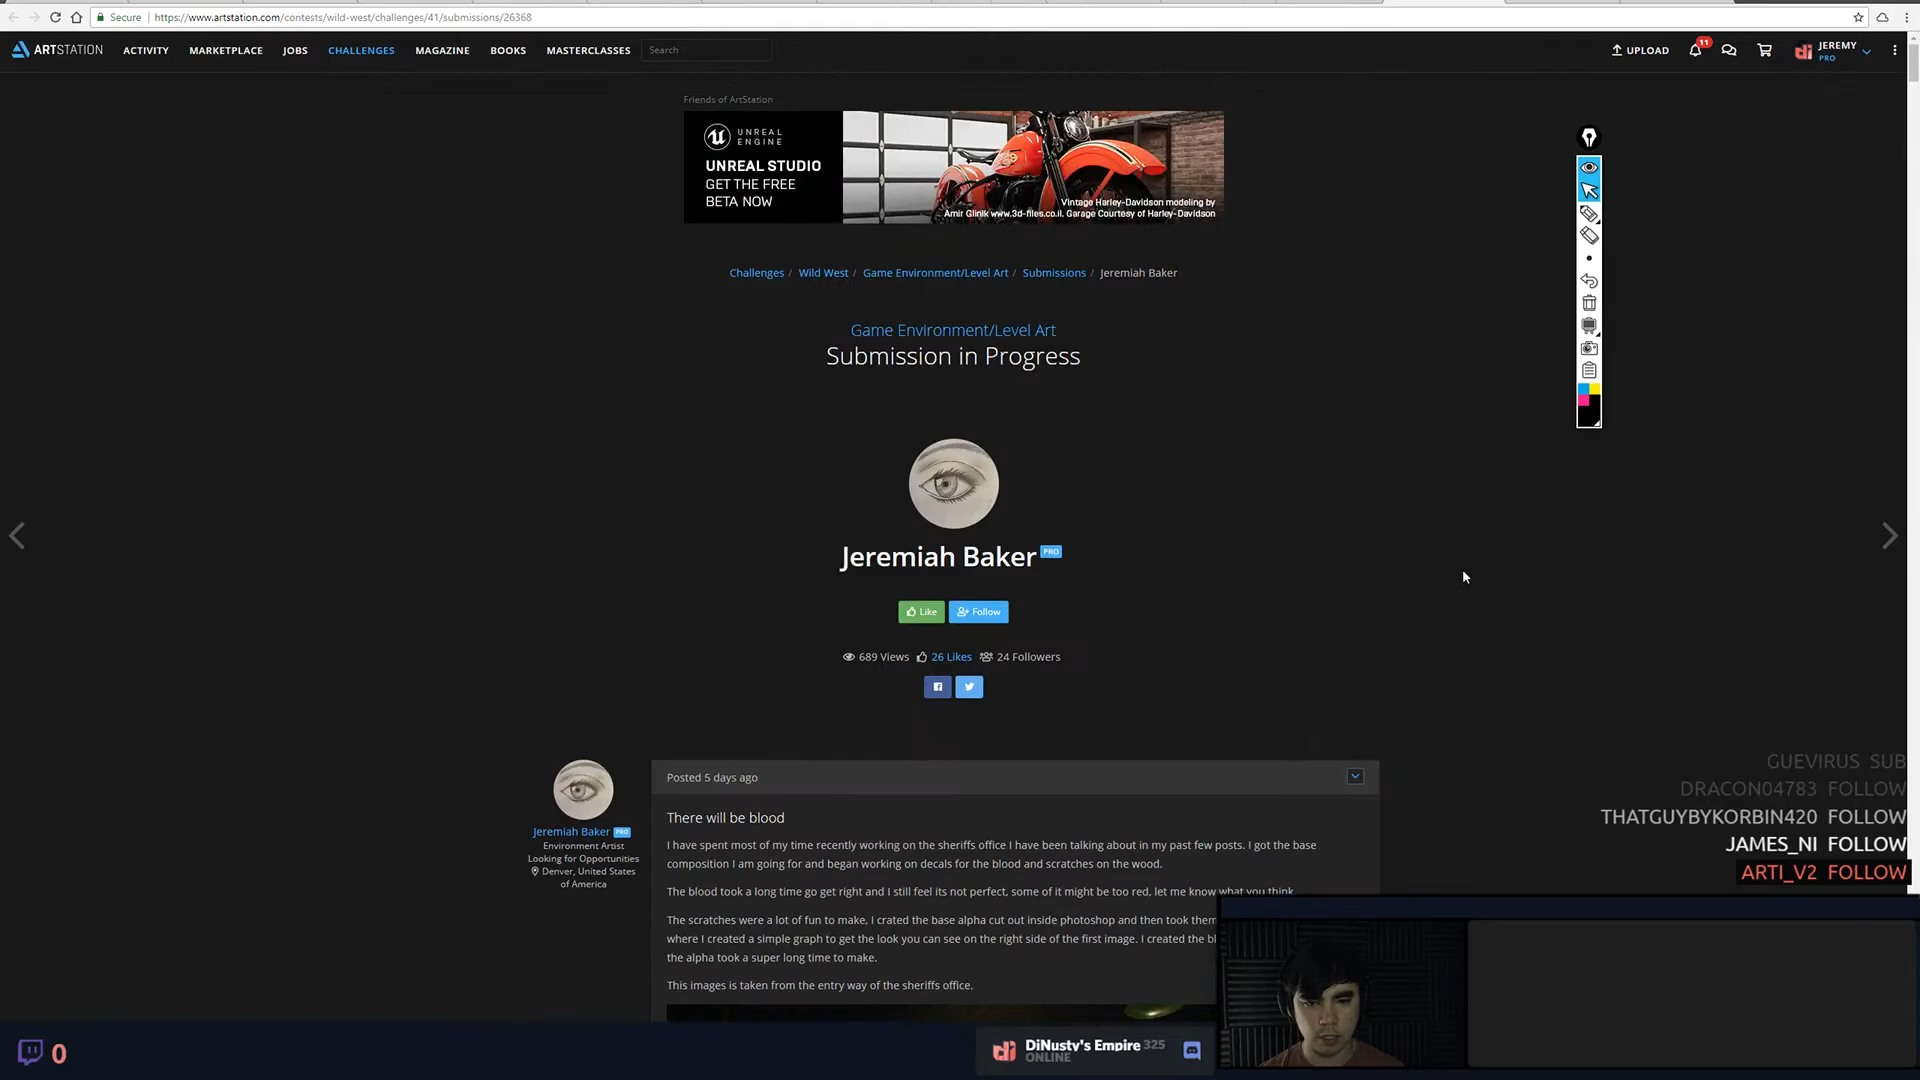 Secure https://www.artstation.com/contests/wild-west/challenges/41/submissions/26368
ARTSTATION ACTIVITY MARKETPLACE JOBS CHALLENGES MAGAZINE BOOKS MASTERCLASSES Search UPLOAD 11 JEREMY
PRO
Friends of ArtStation
UNREAL
ENGINE
UNREAL STUDIO
GET THE FREE
BETA NOW
Vintage Harley-Davidson modeling by
Amir Glinik www.3d-files.co.il. Garage Courtesy of Harley-Davidson
Challenges / Wild West / Game Environment/Level Art / Submissions / Jeremiah Baker
Game Environment/Level Art
Submission in Progress
Jeremiah Baker PRO
Like Follow
689 Views 26 Likes 24 Followers
Jeremiah Baker PRO
Environment Artist
Looking for Opportunities
Denver, United States
of America
Posted 5 days ago
There will be blood
I have spent most of my time recently working on the sheriffs office I have been talking about in my past few posts. I got the base
composition I am going for and began working on decals for the blood and scratches on the wood.
The blood took a long time go get right and I still feel its not perfect, some of it might be too red, let me know what you think.
The scratches were a lot of fun to make, I crated the base alpha cut out inside photoshop and then took them
where I created a simple graph to get the look you can see on the right side of the first image. I created the bl
the alpha took a super long time to make.
This images is taken from the entry way of the sheriffs office.
GUEVIRUS SUB
DRACON04783 FOLLOW
THATGUYBYKORBIN420 FOLLOW
JAMES_NI FOLLOW
ARTI_V2 FOLLOW
0
di DiNusty's Empire 325
ONLINE